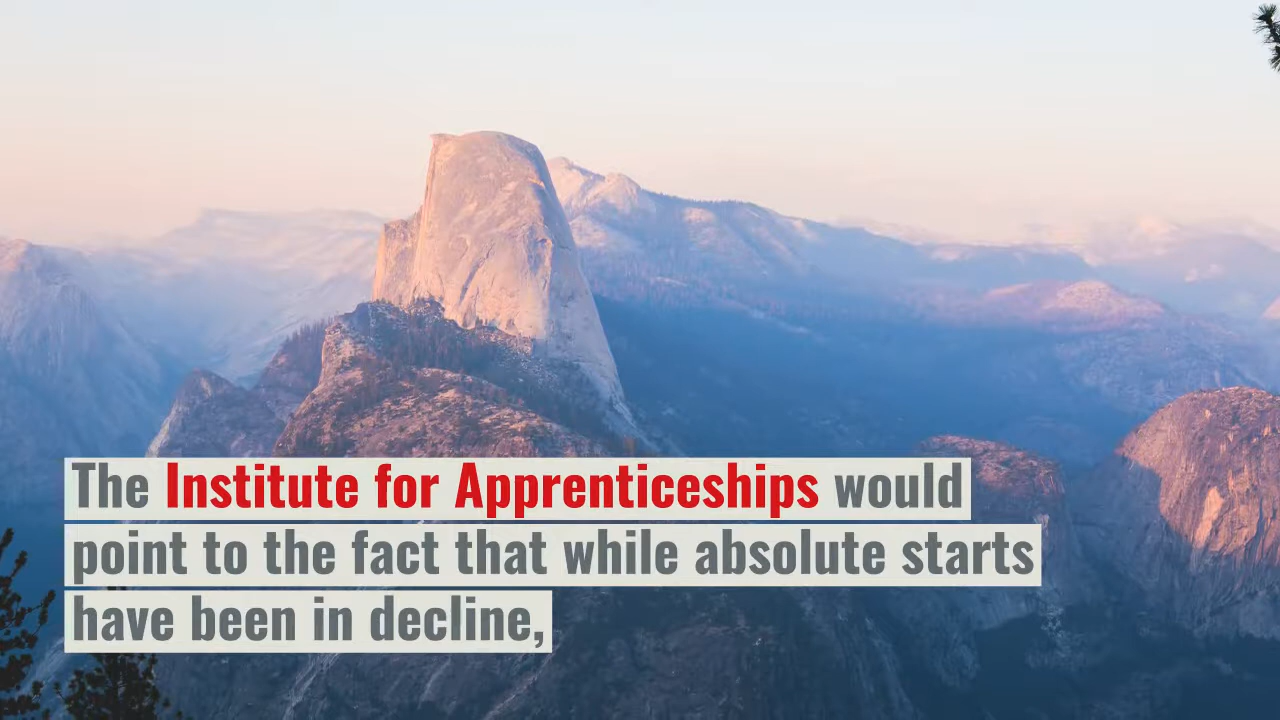 The Institute for Apprenticeships would
point to the fact that while absolute starts
have been in decline,